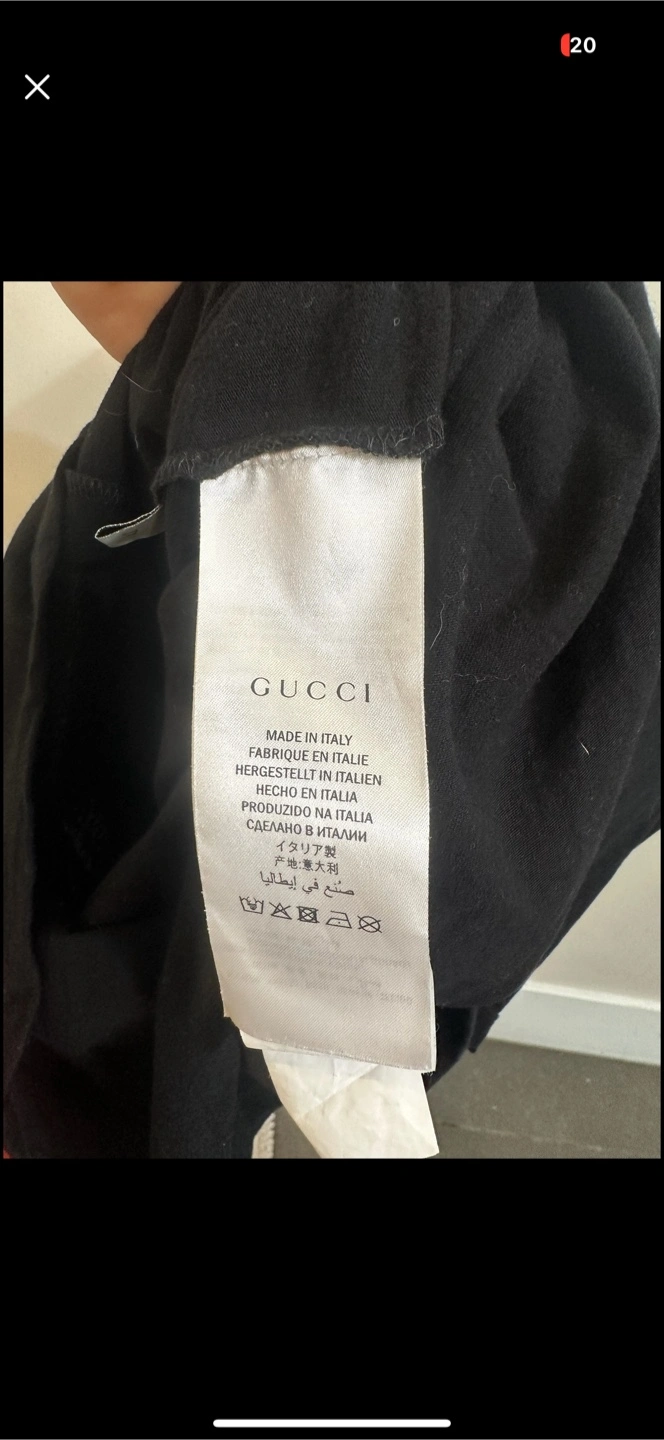 20
GUCCI
MADE IN ITALY
FABRIQUE EN ITALIE
HERGESTELLT IN ITALIEN
HECHO EN ITALIA
PRODUZIDO NA ITALIA
СДЕЛАНО В ИТАЛИИ
イタリア製
产地:意大利
صنع في إيطاليا